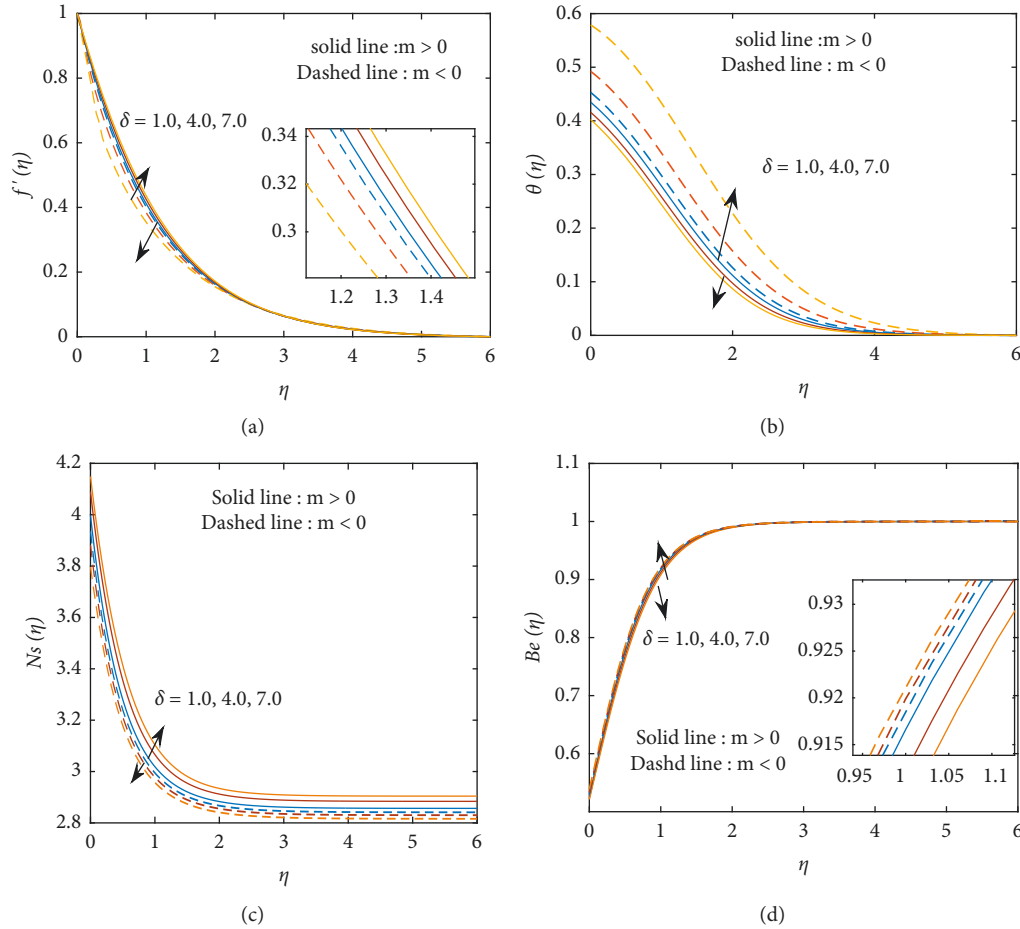 1
0.8
0.6
0.4
0.2
0
f ' (η)
solid line :m > 0
Dashed line : m < 0
δ = 1.0, 4.0, 7.0
0.34
0.32
0.3
1.2 1.3 1.4
0 1 2 3 4 5 6
η
(a)
0.6
0.5
0.4
0.3
0.2
0.1
0
θ (η)
solid line :m > 0
Dashed line : m < 0
δ = 1.0, 4.0, 7.0
0 2 4 6
η
(b)
4.2
4
3.8
3.6
3.4
3.2
3
2.8
Ns (η)
Solid line : m > 0
Dashed line : m < 0
δ = 1.0, 4.0, 7.0
0 1 2 3 4 5 6
η
(c)
1.1
1
0.9
0.8
0.7
0.6
Be (η)
δ = 1.0, 4.0, 7.0
Solid line : m > 0
Dashd line : m < 0
0.93
0.925
0.92
0.915
0.95 1 1.05 1.1
0 1 2 3 4 5 6
η
(d)